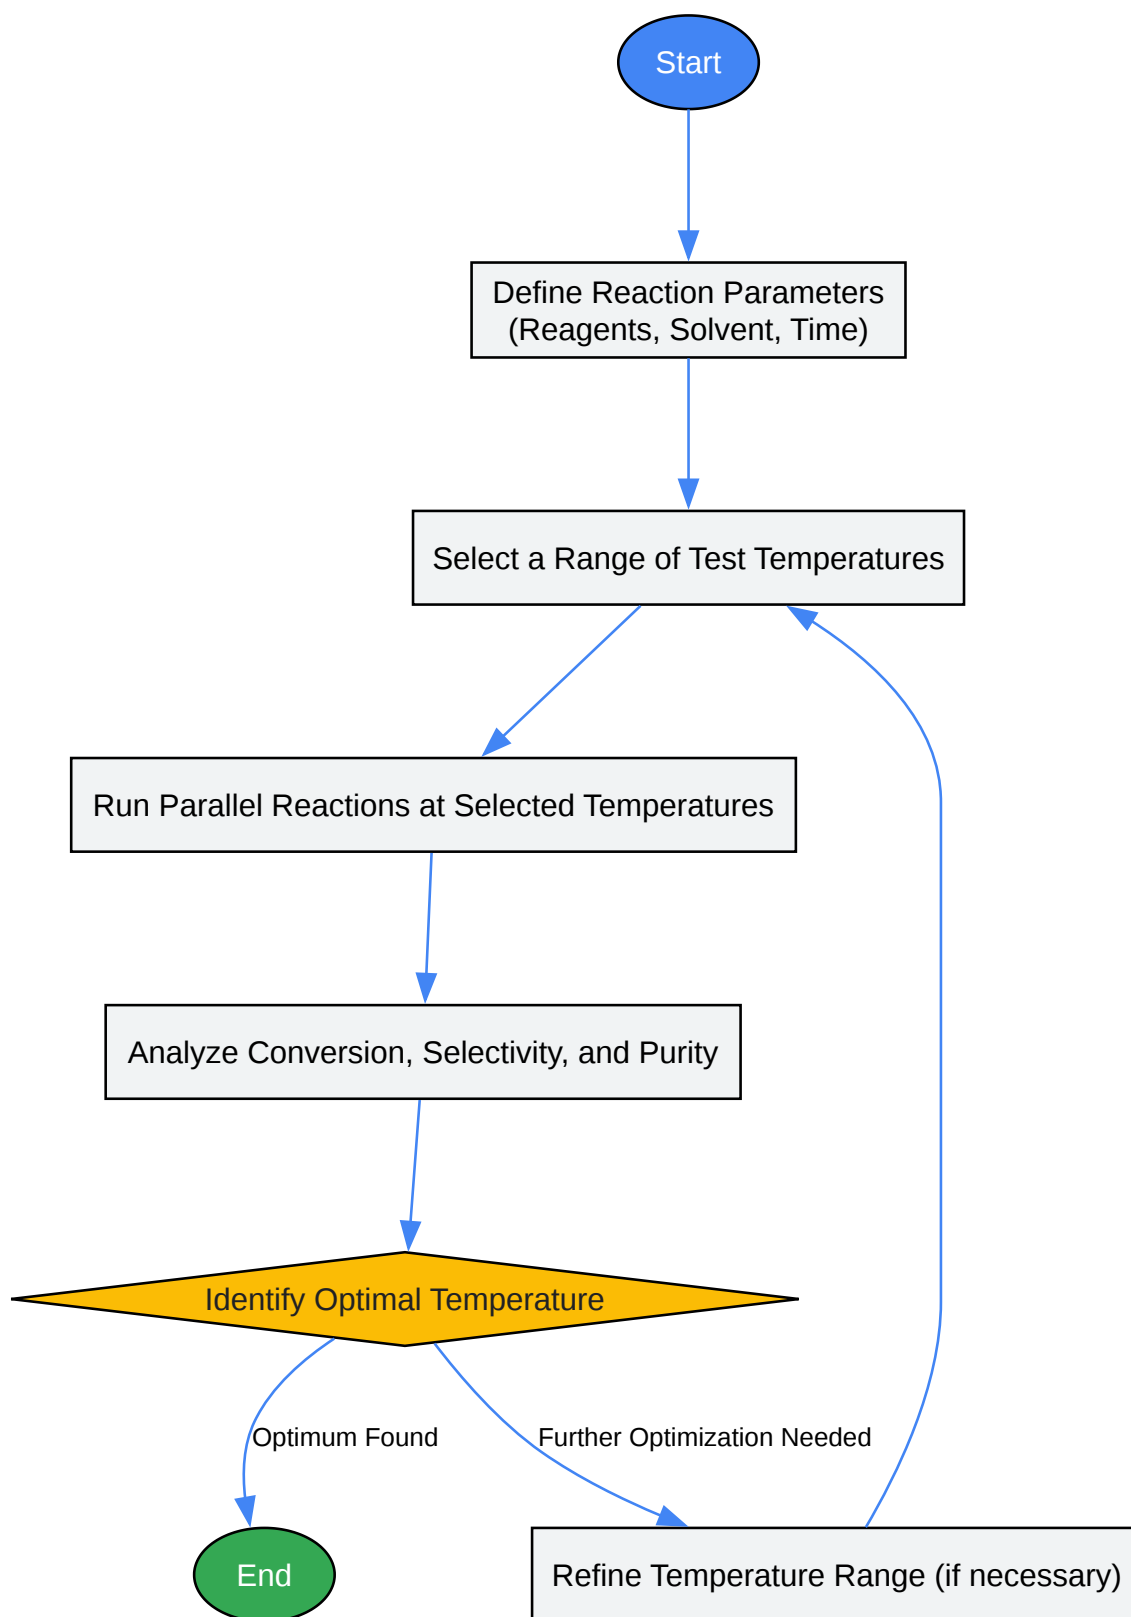 Start
Define Reaction Parameters
(Reagents, Solvent, Time)
Select a Range of Test Temperatures
Run Parallel Reactions at Selected Temperatures
Analyze Conversion, Selectivity, and Purity
Identify Optimal Temperature
Optimum Found
Further Optimization Needed
End
Refine Temperature Range (if necessary)